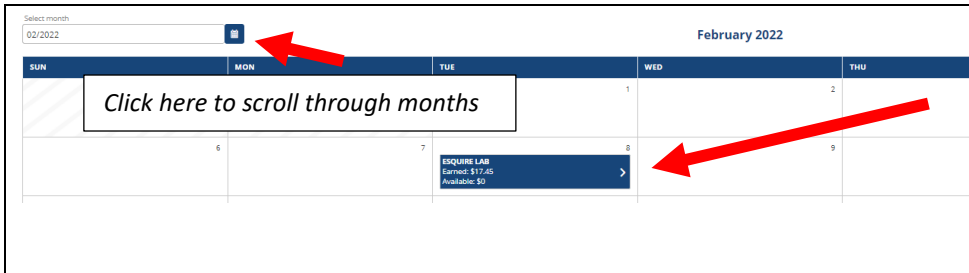 Select month
02/2022
February 2022
SUN MON TUE WED THU
Click here to scroll through months
1 2
6 7 8 9
ESQUIRE LAB
Earned: $17.45
Available: $0